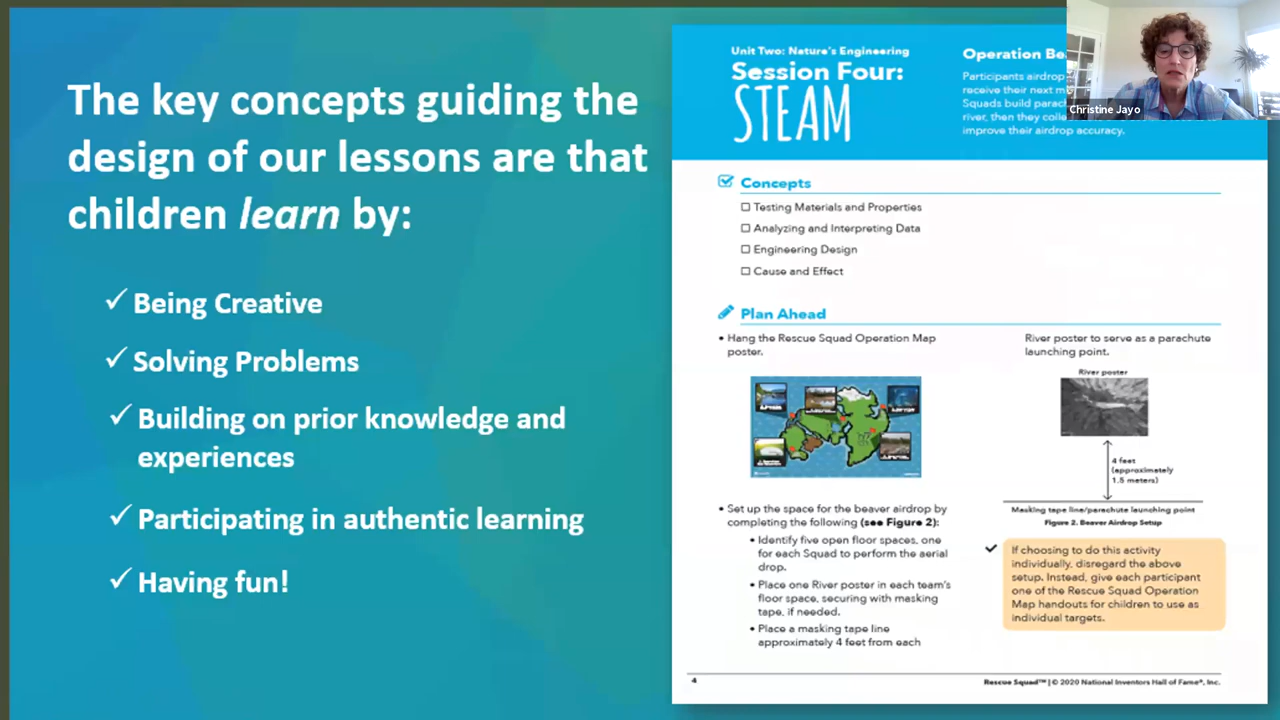 The key concepts guiding the
design of our lessons are that
children learn by:
✓ Being Creative
✓ Solving Problems
✓ Building on prior knowledge and
experiences
✓ Participating in authentic learning
✓ Having fun!
Unit Two: Nature's Engineering
Session Four:
STEAM
Operation
Participants airdrop
receive their next
Squads build
river, then they
improve their airdrop accuracy.
Christine Jayo
Concepts
☐ Testing Materials and Properties
☐ Analyzing and Interpreting Data
☐ Engineering Design
☐ Cause and Effect
Plan Ahead
• Hang the Rescue Squad Operation Map
poster.
• Set up the space for the beaver airdrop by
completing the following (see Figure 2):
• Identify five open floor spaces, one
for each Squad to perform the aerial
drop.
• Place one River poster in each team's
floor space, securing with masking
tape, if needed.
• Place a masking tape line
approximately 4 feet from each
River poster to serve as a parachute
launching point.
River poster
4 feet
(approximately
1.5 meters)
Masking tape line/parachute launching point
Figure 2. Beaver Airdrop Setup
✓ If choosing to do this activity
individually, disregard the above
setup. Instead, give each participant
one of the Rescue Squad Operation
Map handouts for children to use as
individual targets.
4
Rescue Squad™ | © 2020 National Inventors Hall of Fame®, Inc.